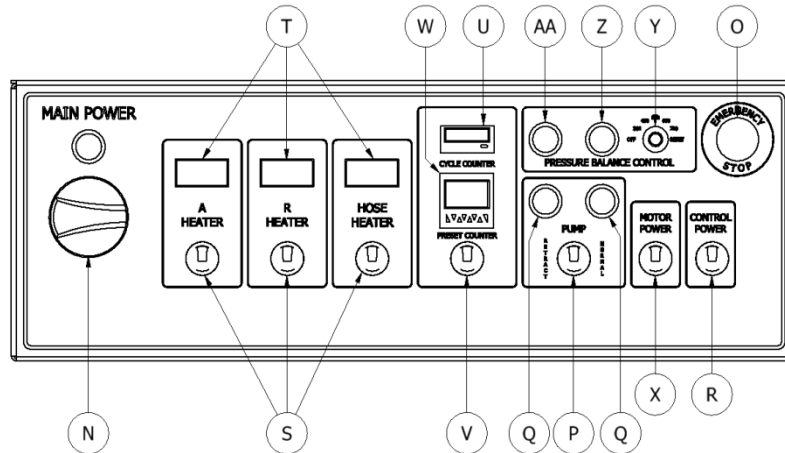 T
W
U
AA
Z
Y
O
MAIN POWER
A
HEATER
R
HEATER
HOSE
HEATER
CYCLE COUNTER
PRESET COUNTER
OFF
PRESSURE BALANCE CONTROL
EMERGENCY
STOP
PUMP
RETRACT
NORMAL
MOTOR
POWER
CONTROL
POWER
N
S
V
Q
P
Q
X
R